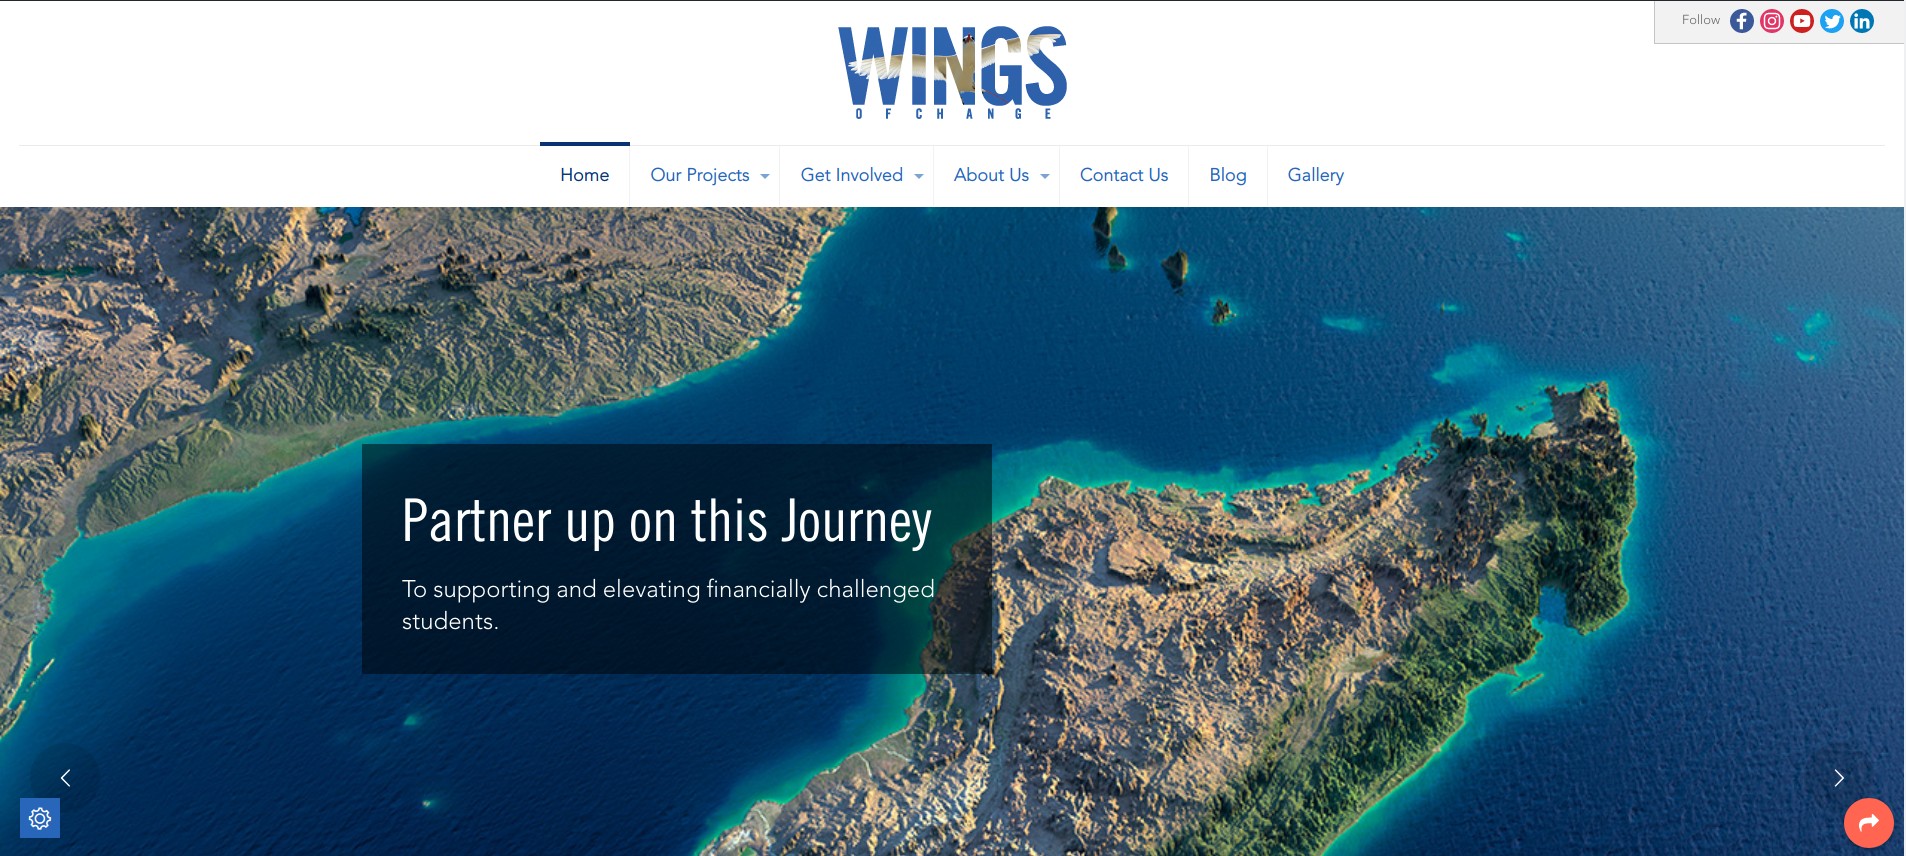 Follow
WINGS
OF CHANGE
Home
Our Projects
Get Involved
About Us
Contact Us
Blog
Gallery
Partner up on this Journey
To supporting and elevating financially challenged
students.